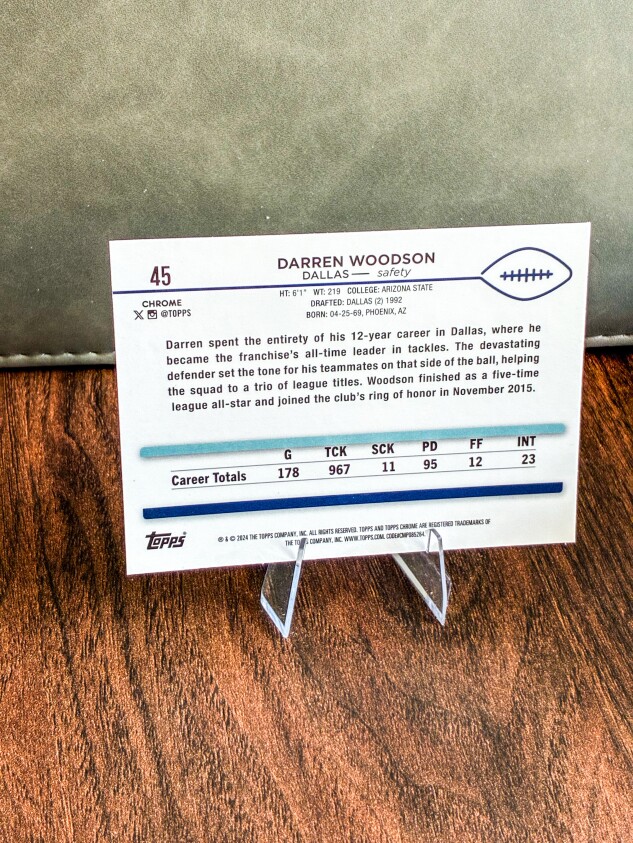 45
DARREN WOODSON
DALLAS — safety
HT: 6'1" WT: 219 COLLEGE: ARIZONA STATE
DRAFTED: DALLAS (2) 1992
BORN: 04-25-69, PHOENIX, AZ
CHROME
@TOPPS
Darren spent the entirety of his 12-year career in Dallas, where he
became the franchise's all-time leader in tackles. The devastating
defender set the tone for his teammates on that side of the ball, helping
the squad to a trio of league titles. Woodson finished as a five-time
league all-star and joined the club's ring of honor in November 2015.
G TCK SCK PD FF INT
Career Totals 178 967 11 95 12 23
TOPPS
® & © 2024 THE TOPPS COMPANY, INC. ALL RIGHTS RESERVED. TOPPS AND TOPPS CHROME ARE REGISTERED TRADEMARKS OF
THE TOPPS COMPANY, INC. WWW.TOPPS.COM. CODE#CMP085264